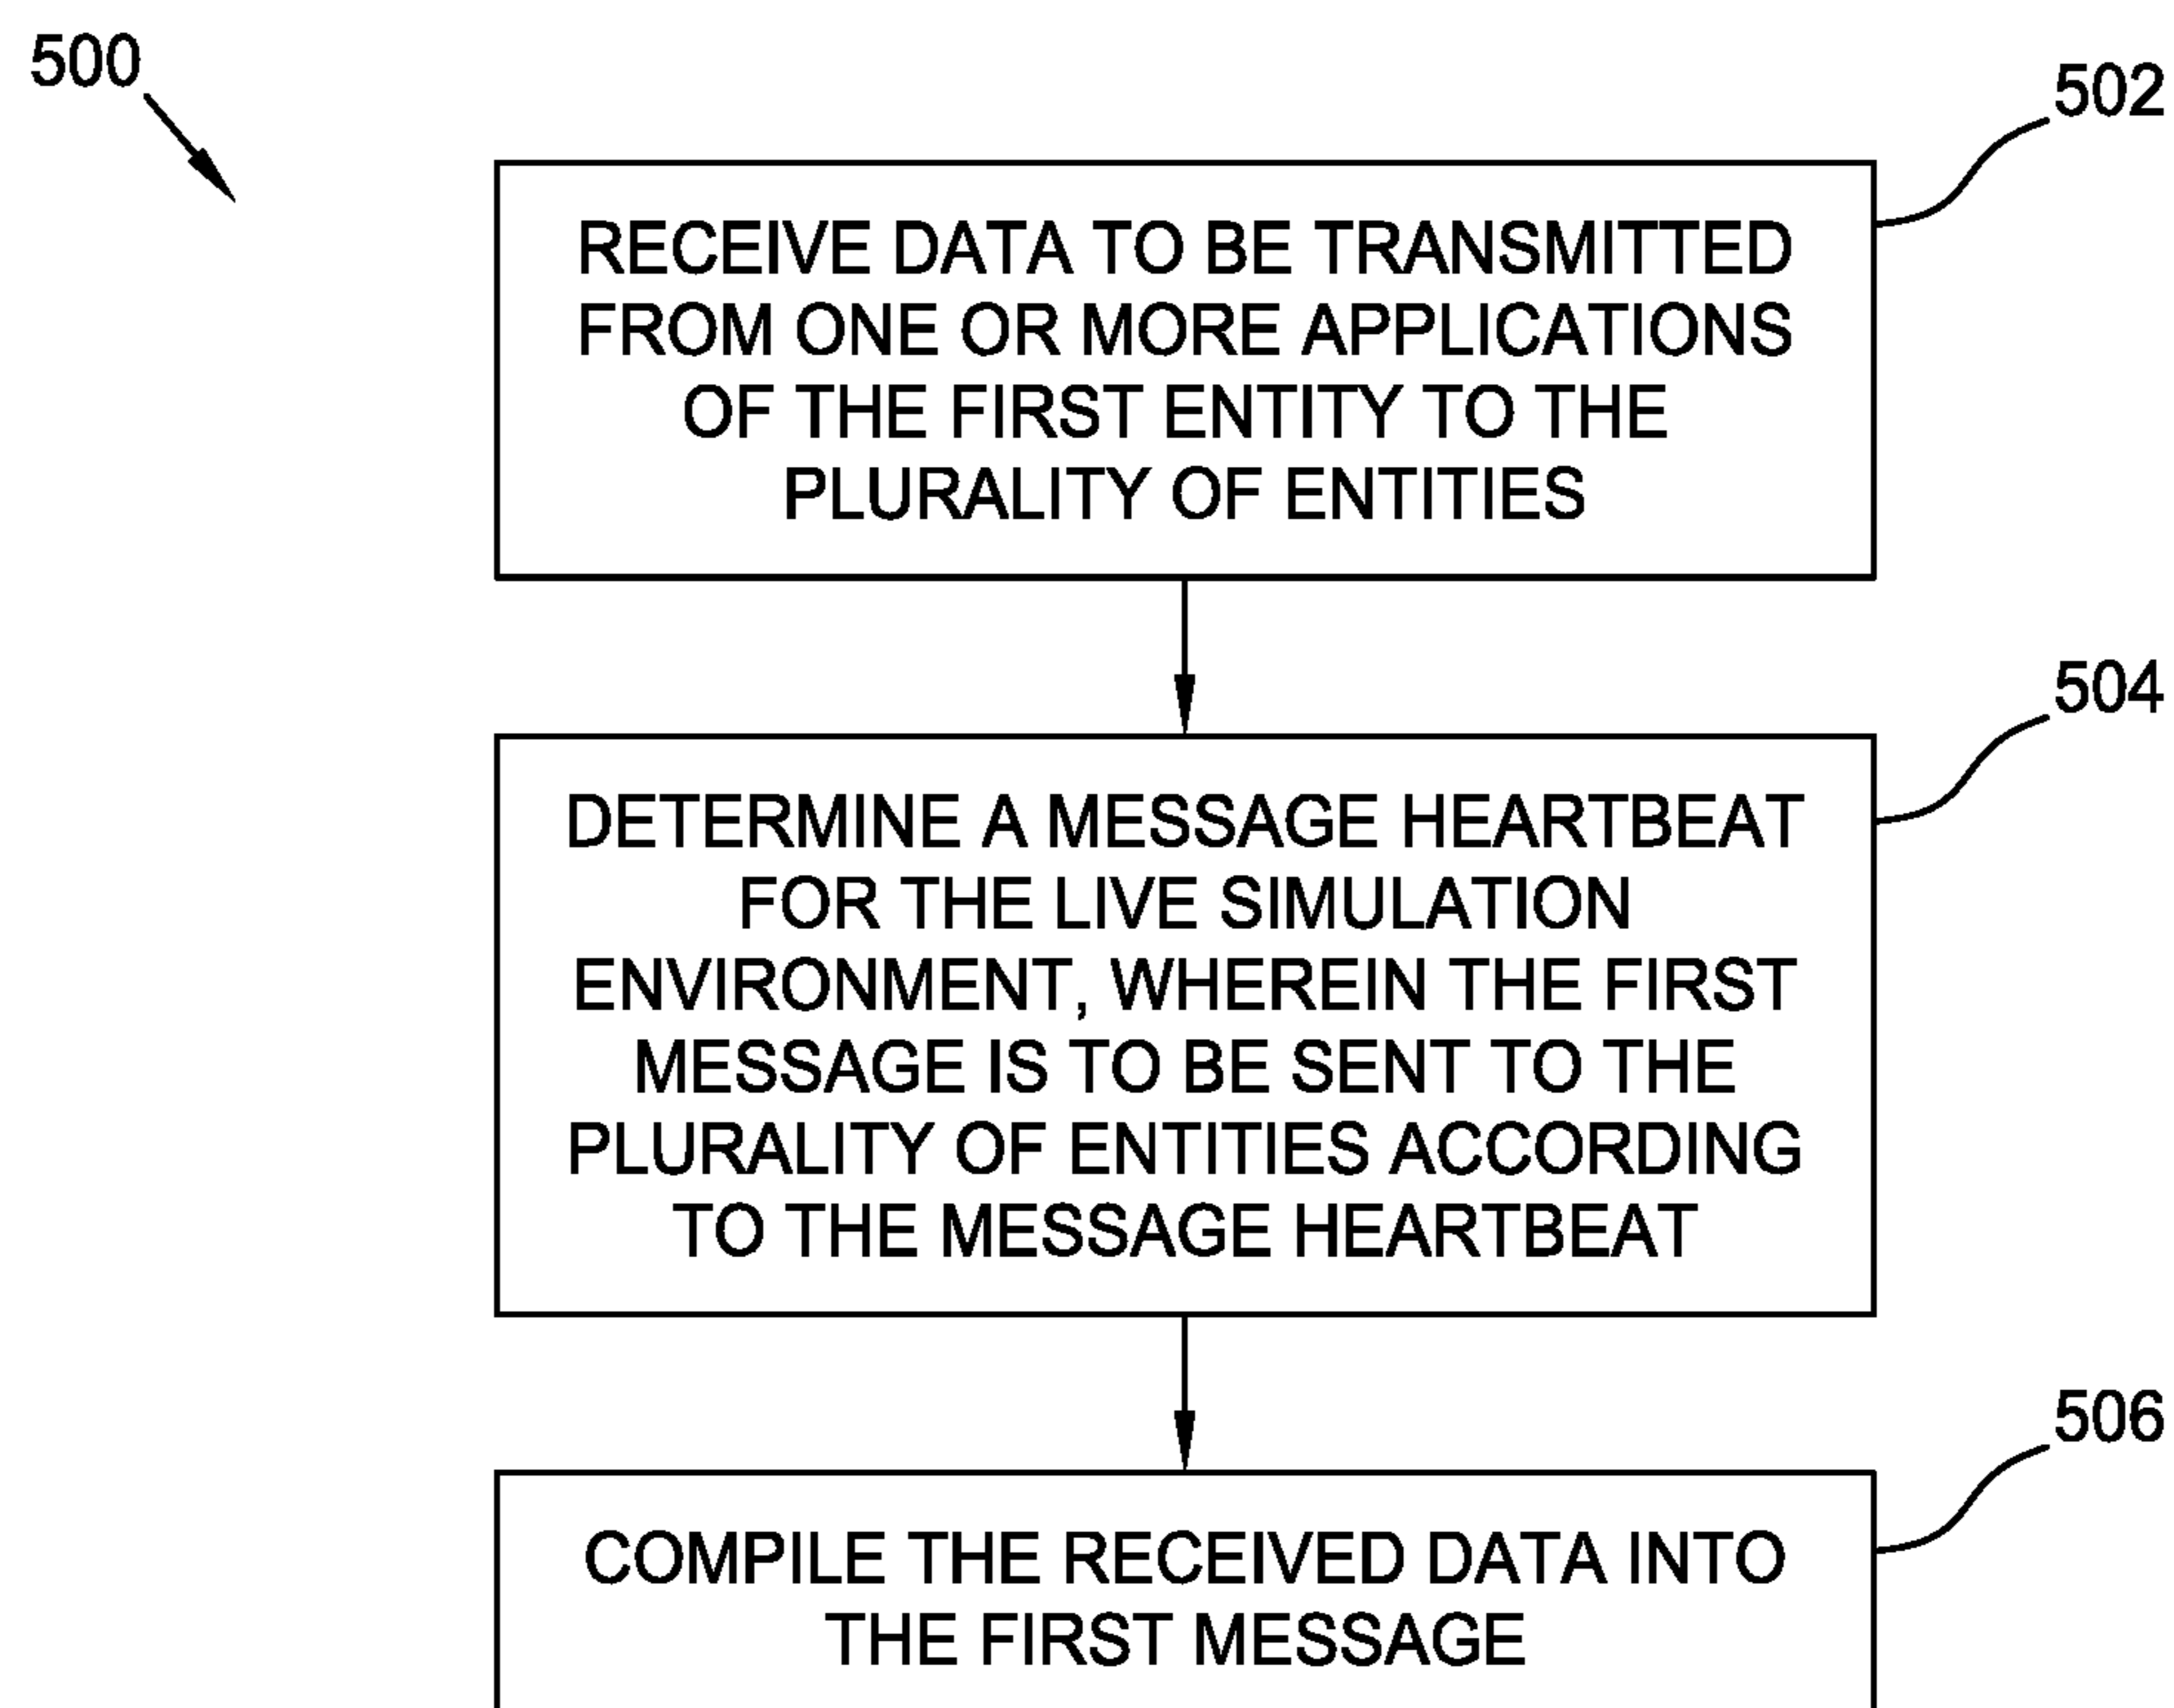 500
502
RECEIVE DATA TO BE TRANSMITTED
FROM ONE OR MORE APPLICATIONS
OF THE FIRST ENTITY TO THE
PLURALITY OF ENTITIES
504
DETERMINE A MESSAGE HEARTBEAT
FOR THE LIVE SIMULATION
ENVIRONMENT, WHEREIN THE FIRST
MESSAGE IS TO BE SENT TO THE
PLURALITY OF ENTITIES ACCORDING
TO THE MESSAGE HEARTBEAT
506
COMPILE THE RECEIVED DATA INTO
THE FIRST MESSAGE